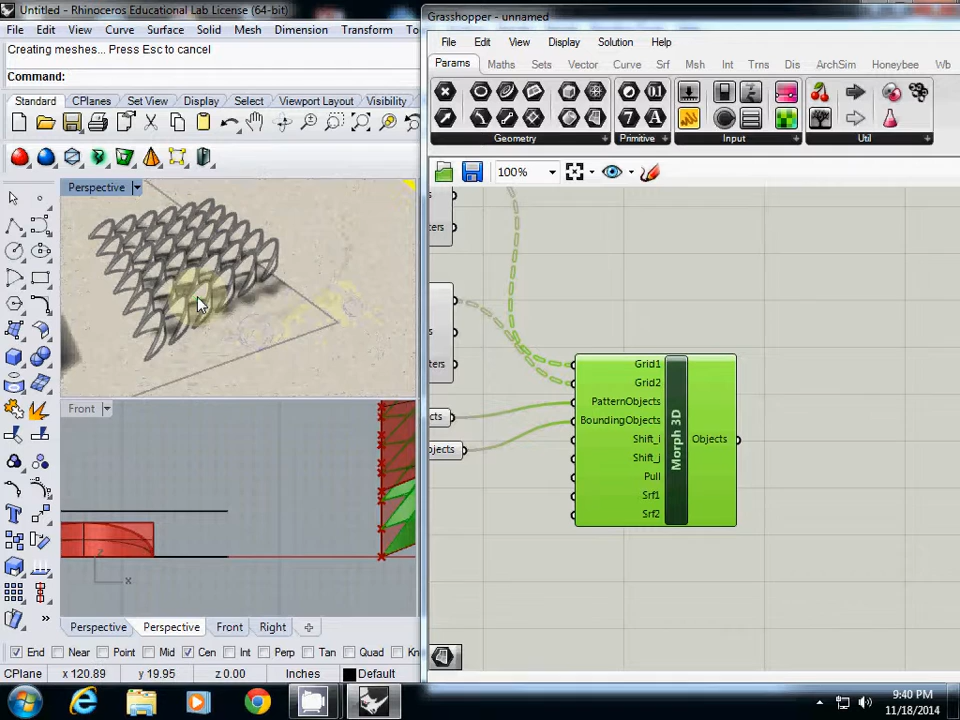 Untitled - Rhinoceros Educational Lab License (64-bit)
File Edit View Curve Surface Solid Mesh Dimension Transform
Creating meshes... Press Esc to cancel
Command:
Standard CPlanes Set View Display Select Viewport Layout Visibility
Perspective
Front
z
x
Perspective Perspective Front Right
End Near Point Mid Cen Int Perp Tan Quad
CPlane x 120.89 y 19.95 z 0.00 Inches Default
Grasshopper - unnamed
File Edit View Display Solution Help
Params Maths Sets Vector Curve Srf Msh Int Trns Dis ArchSim Honeybee Wb
Geometry Primitive Input Util
100%
ters
ters
cts
jects
Grid1
Grid2
PatternObjects
BoundingObjects
Shift_i
Shift_j
Pull
Srf1
Srf2
Morph 3D
Objects
9:40 PM
11/18/2014